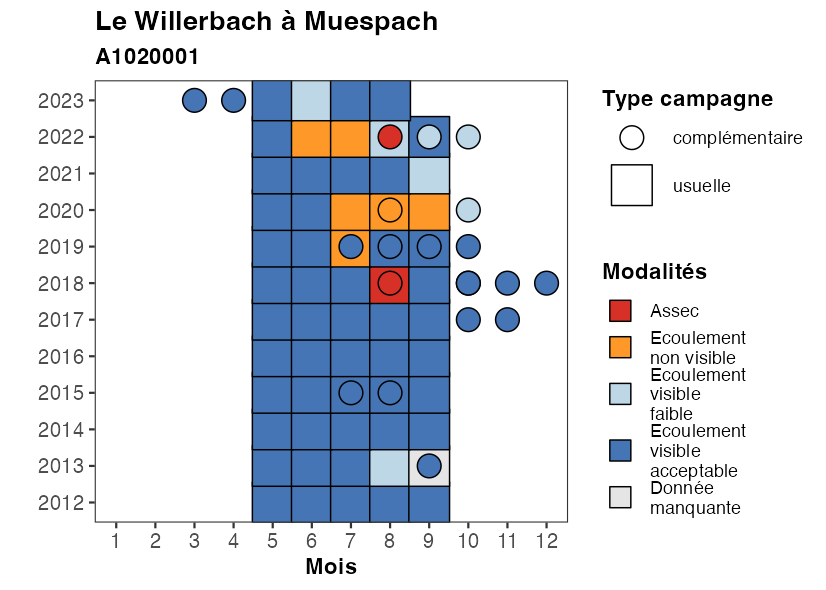 Le Willerbach à Muespach
A1020001
2023
2022
2021
2020
2019
2018
2017
2016
2015
2014
2013
2012
1 2 3 4 5 6 7 8 9 10 11 12
Mois
Type campagne
complémentaire
usuelle
Modalités
Assec
Ecoulement
non visible
Ecoulement
visible
faible
Ecoulement
visible
acceptable
Donnée
manquante